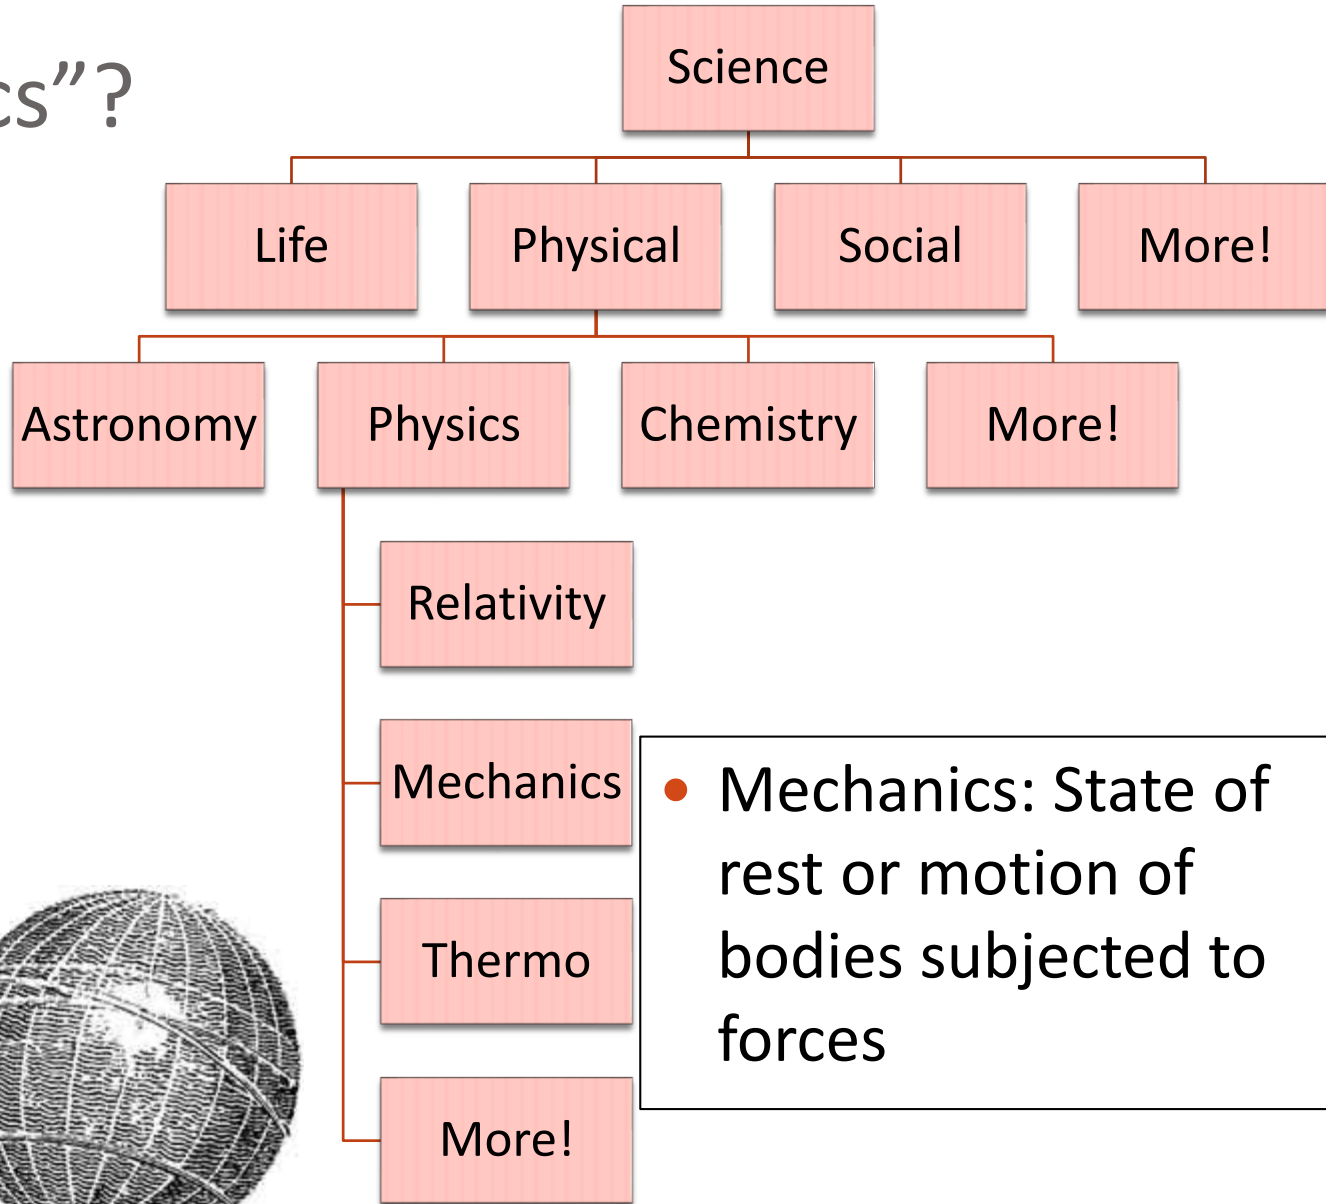 cs”?
Science
Life
Physical
Social
More!
Astronomy
Physics
Chemistry
More!
Relativity
Mechanics
Thermo
More!
• Mechanics: State of
rest or motion of
bodies subjected to
forces